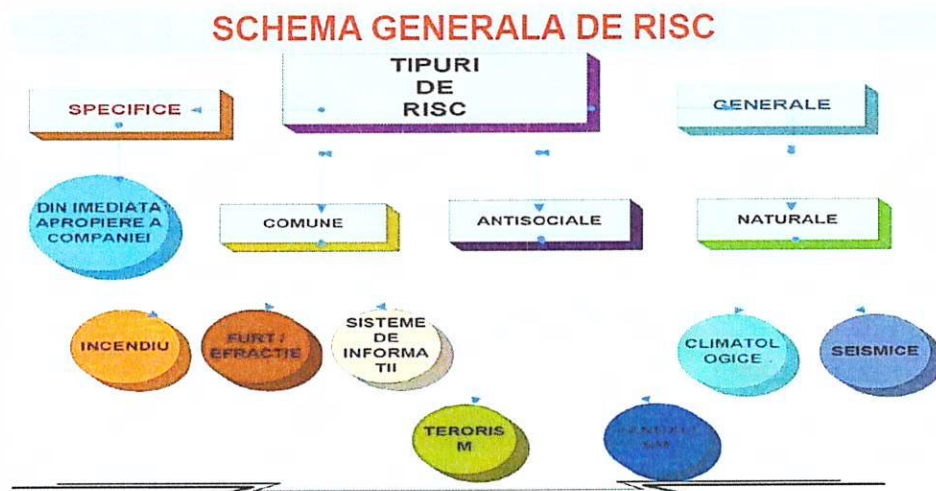 SCHEMA GENERALA DE RISC
TIPURI
DE
RISC
SPECIFICE
GENERALE
DIN IMEDIATA
APROPIERE A
COMPANIEI
COMUNE
ANTISOCIALE
NATURALE
INCENDIU
FURT /
EFRACTIE
SISTEME
DE
INFORMA
TII
CLIMATOL
OGICE
SEISMICE
TERORIS
M